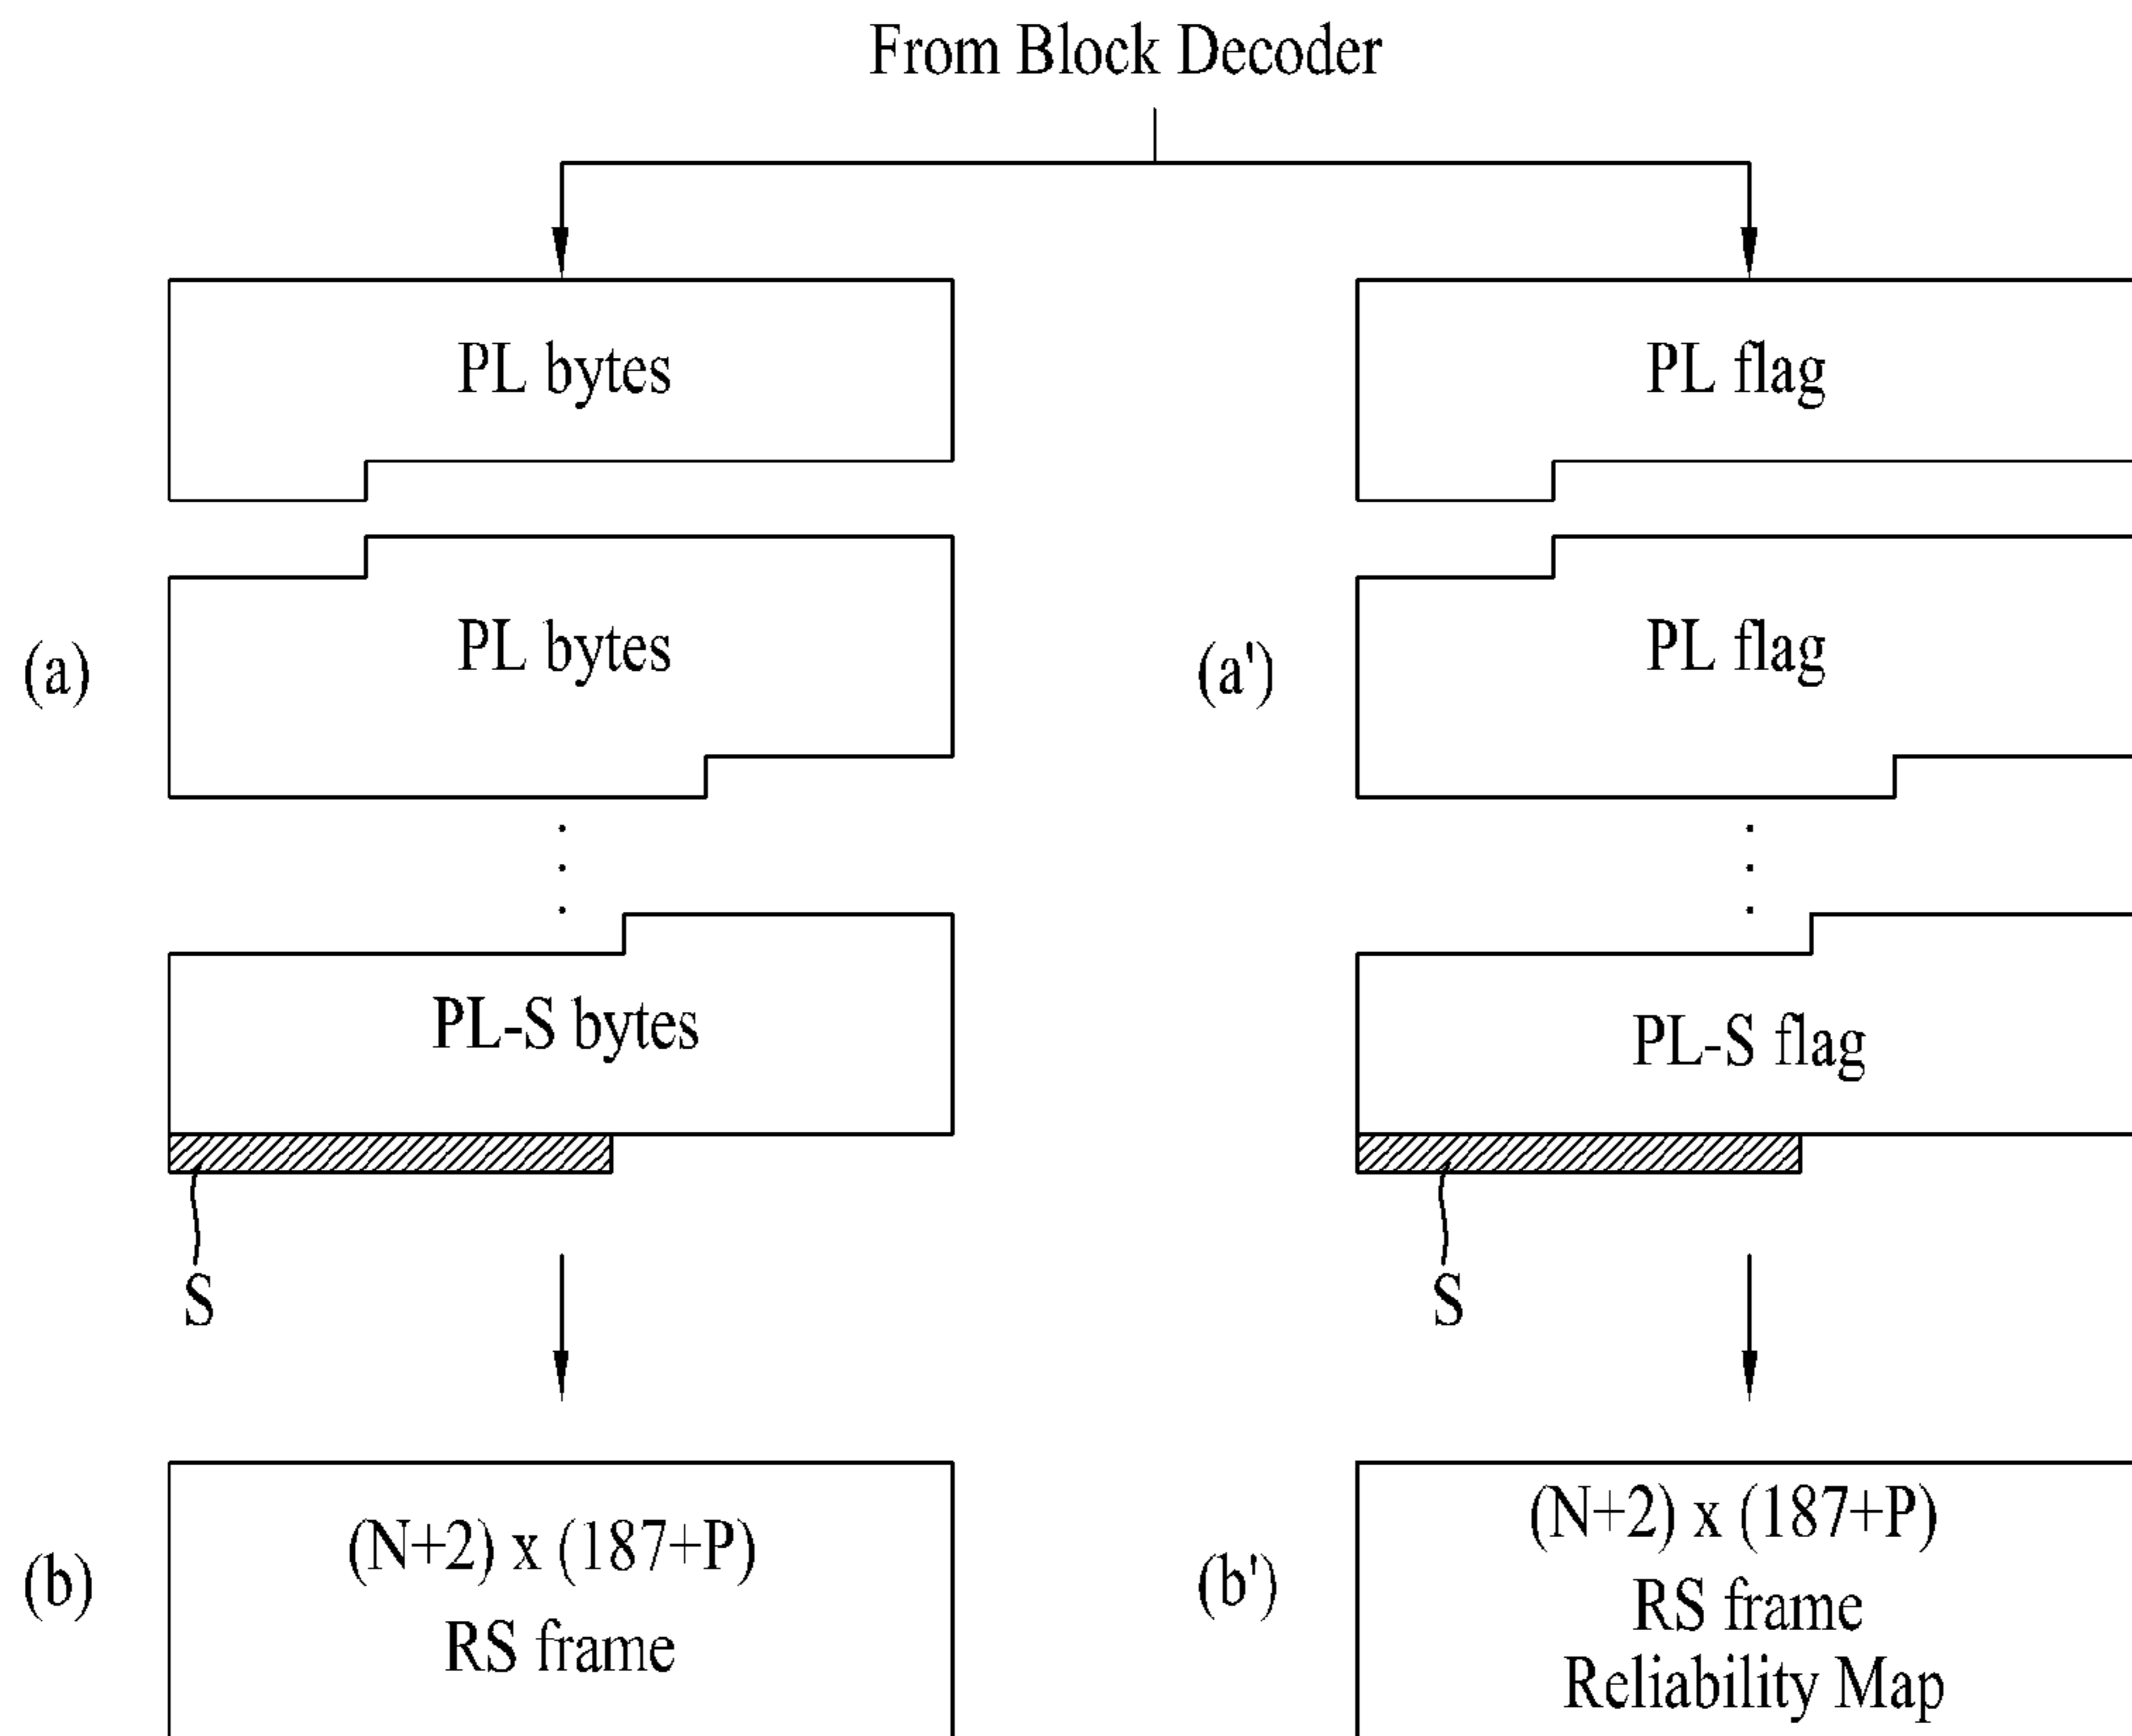 From Block Decoder
PL bytes
PL flag
(a)
PL bytes
(a')
PL flag
PL-S bytes
PL-S flag
S
S
(b)
(N+2) x (187+P)
RS frame
(b')
(N+2) x (187+P)
RS frame
Reliability Map